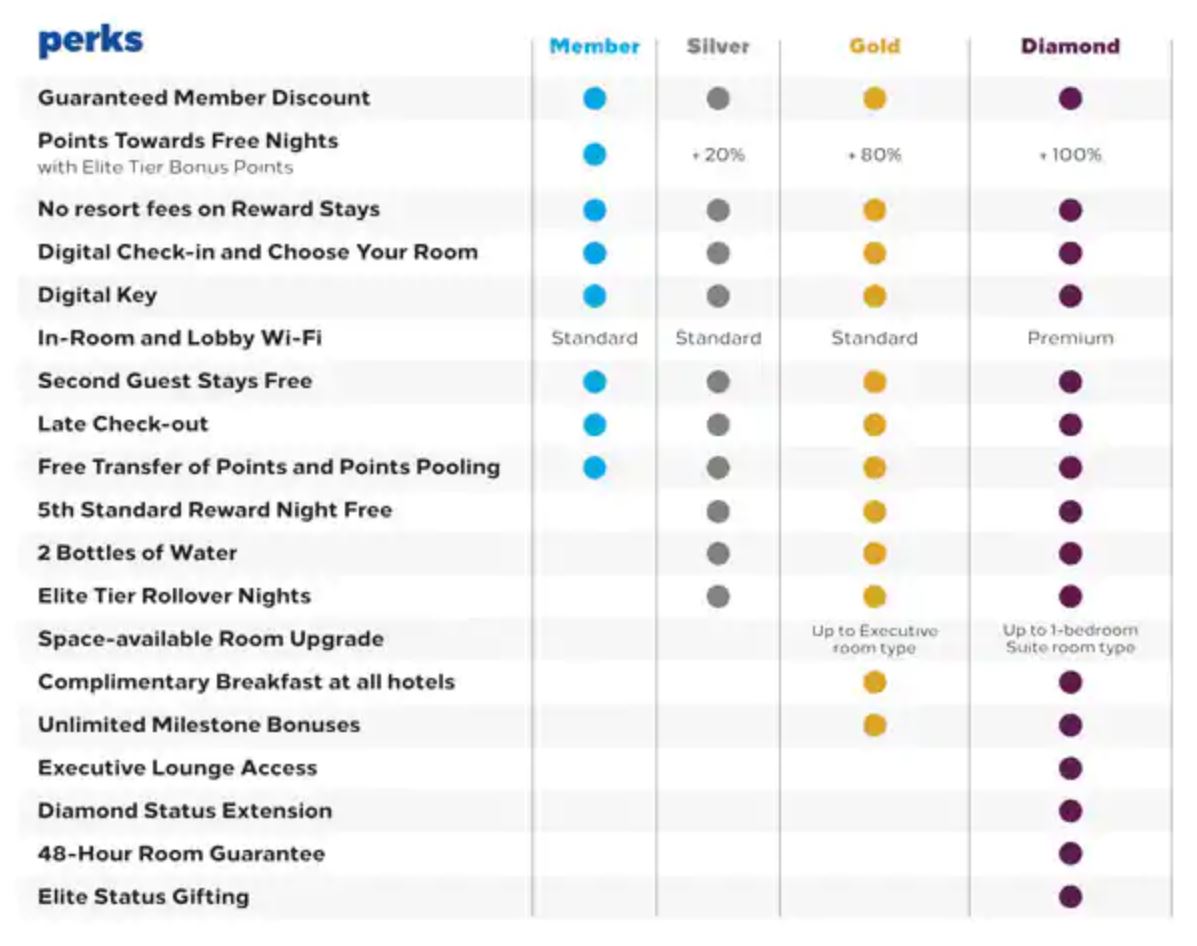 perks
Member Silver Gold Diamond
Guaranteed Member Discount
Points Towards Free Nights
with Elite Tier Bonus Points
+ 20% + 80% + 100%
No resort fees on Reward Stays
Digital Check-in and Choose Your Room
Digital Key
In-Room and Lobby Wi-Fi Standard Standard Standard Premium
Second Guest Stays Free
Late Check-out
Free Transfer of Points and Points Pooling
5th Standard Reward Night Free
2 Bottles of Water
Elite Tier Rollover Nights
Space-available Room Upgrade
Up to Executive
room type
Up to 1-bedroom
Suite room type
Complimentary Breakfast at all hotels
Unlimited Milestone Bonuses
Executive Lounge Access
Diamond Status Extension
48-Hour Room Guarantee
Elite Status Gifting